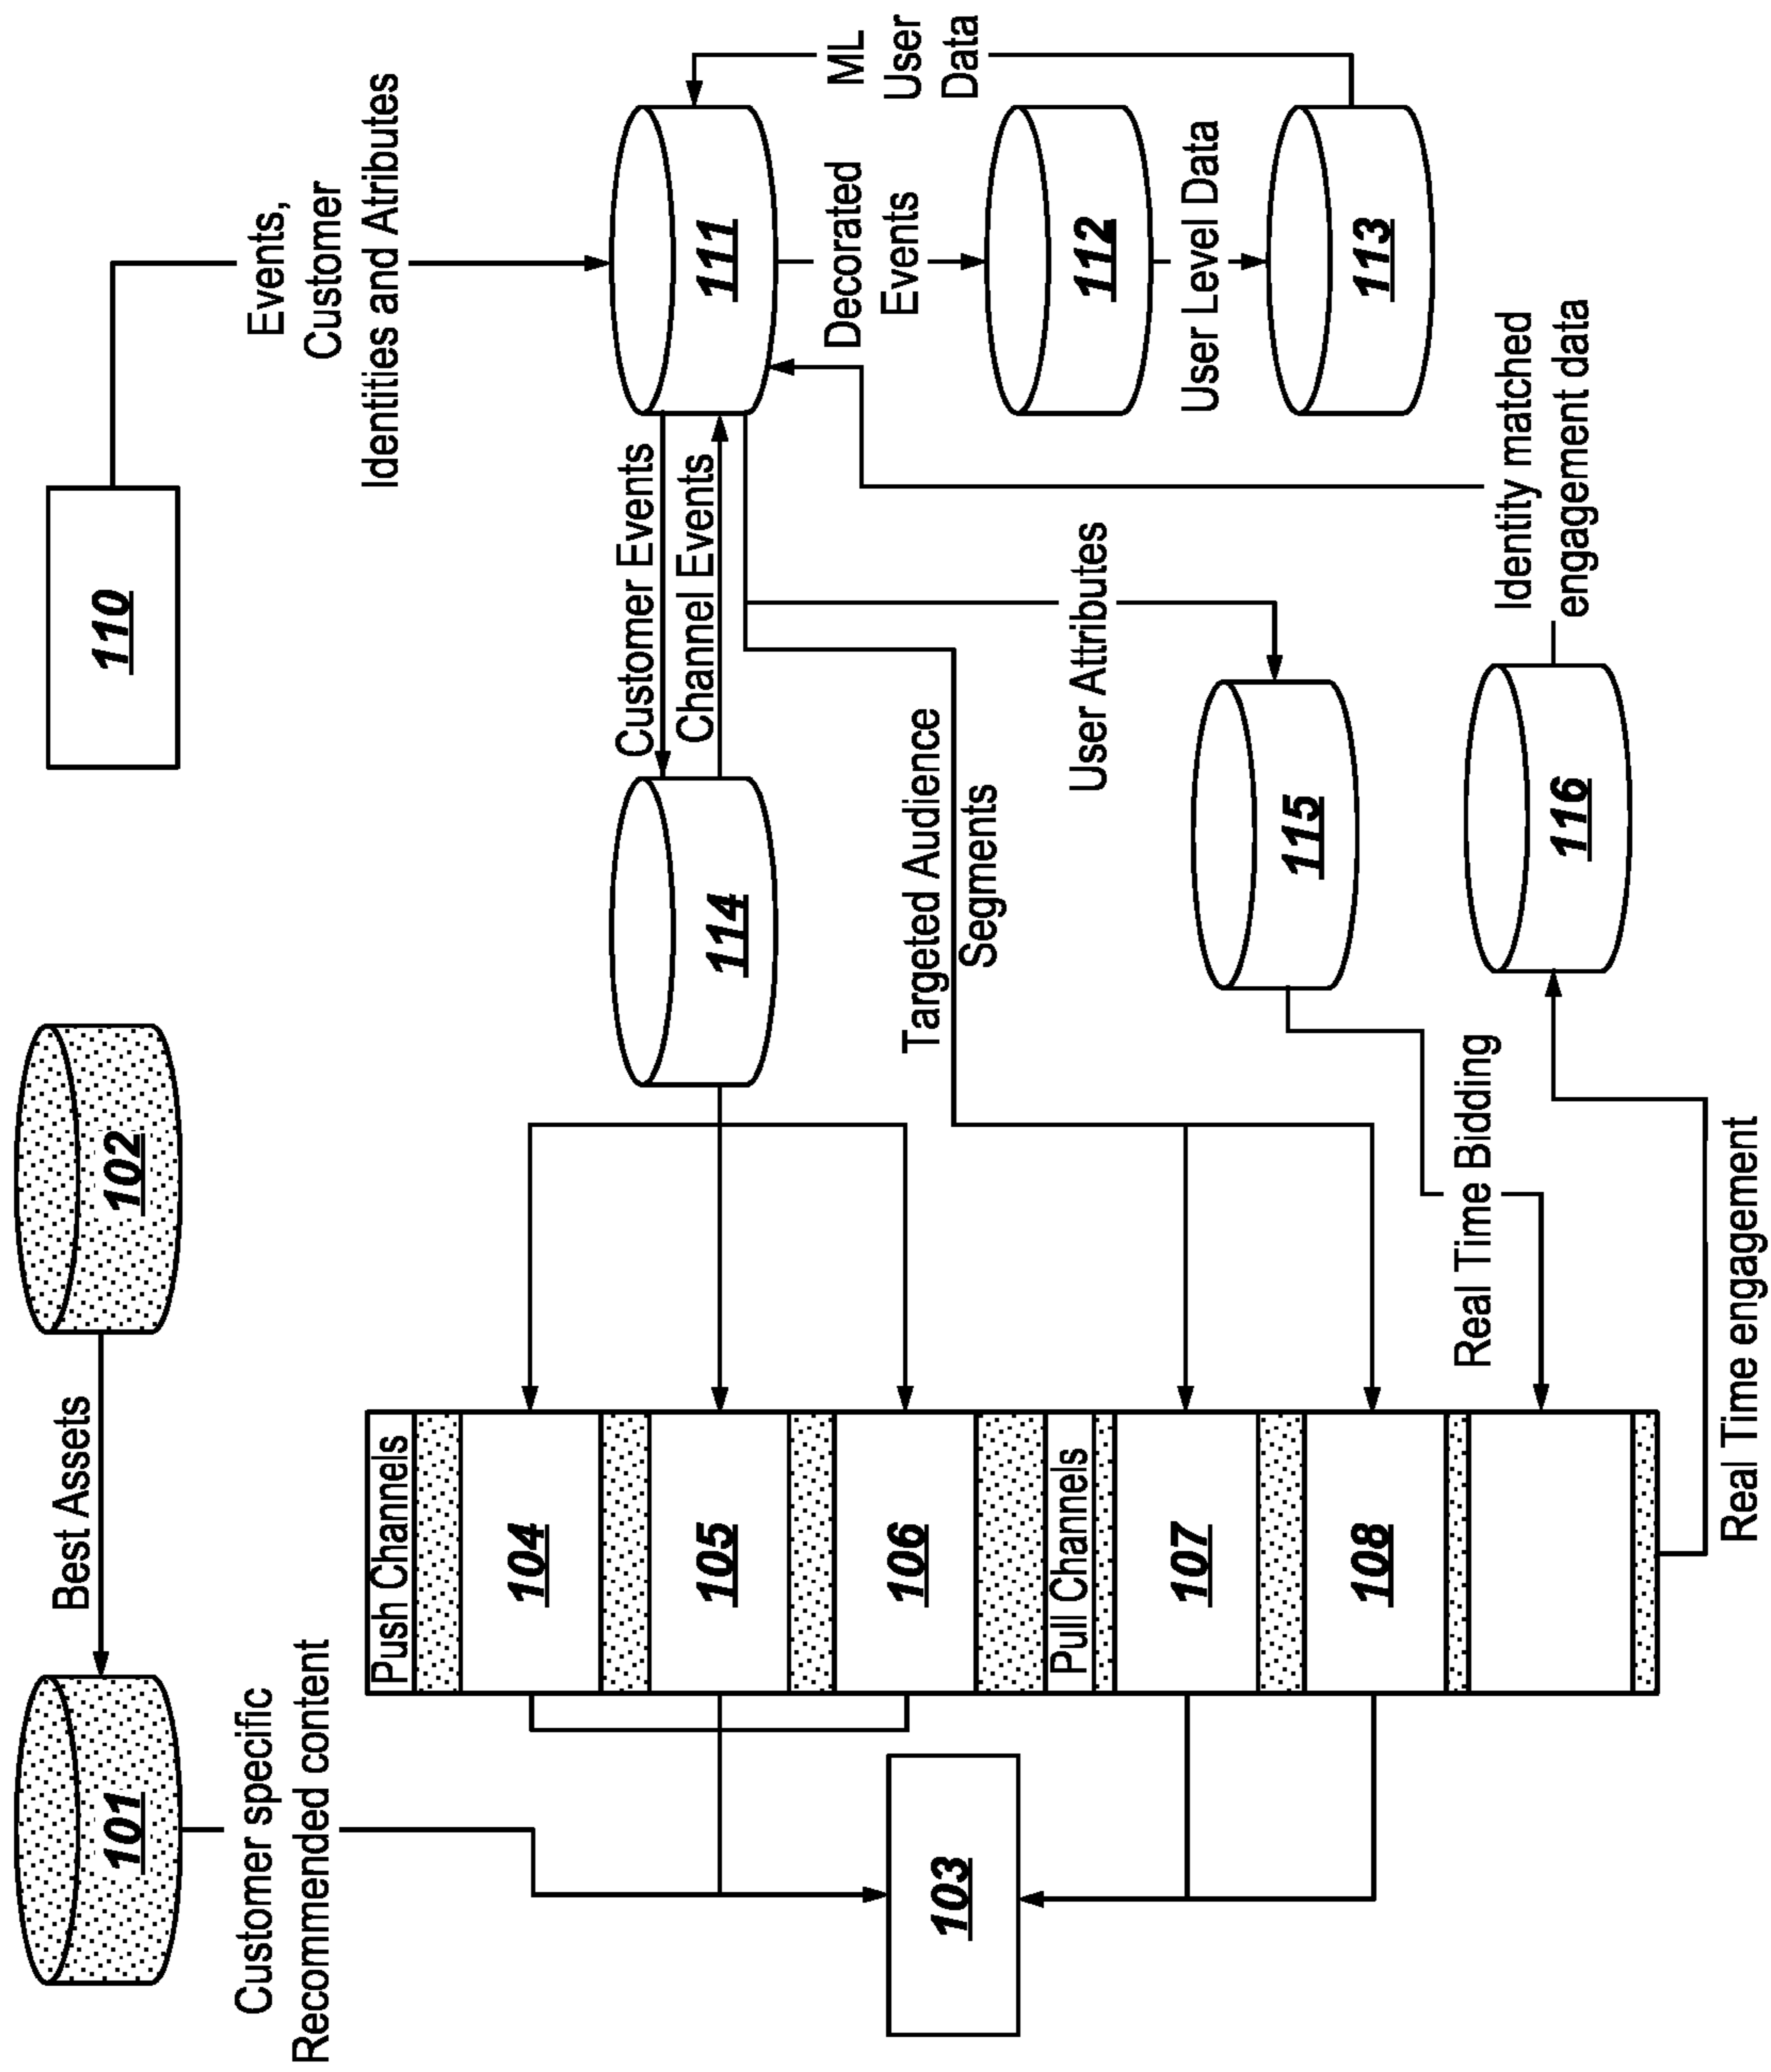 101
Best Assets
102
110
Customer specific
Recommended content
Events,
Customer
Identities and Atributes
Push Channels
104
105
106
Pull Channels
107
108
103
114
Customer Events
Channel Events
111
Targeted Audience
Segments
Decorated
Events
ML
User
Data
112
User Attributes
User Level Data
115
113
Real Time Bidding
116
Identity matched
engagement data
Real Time engagement